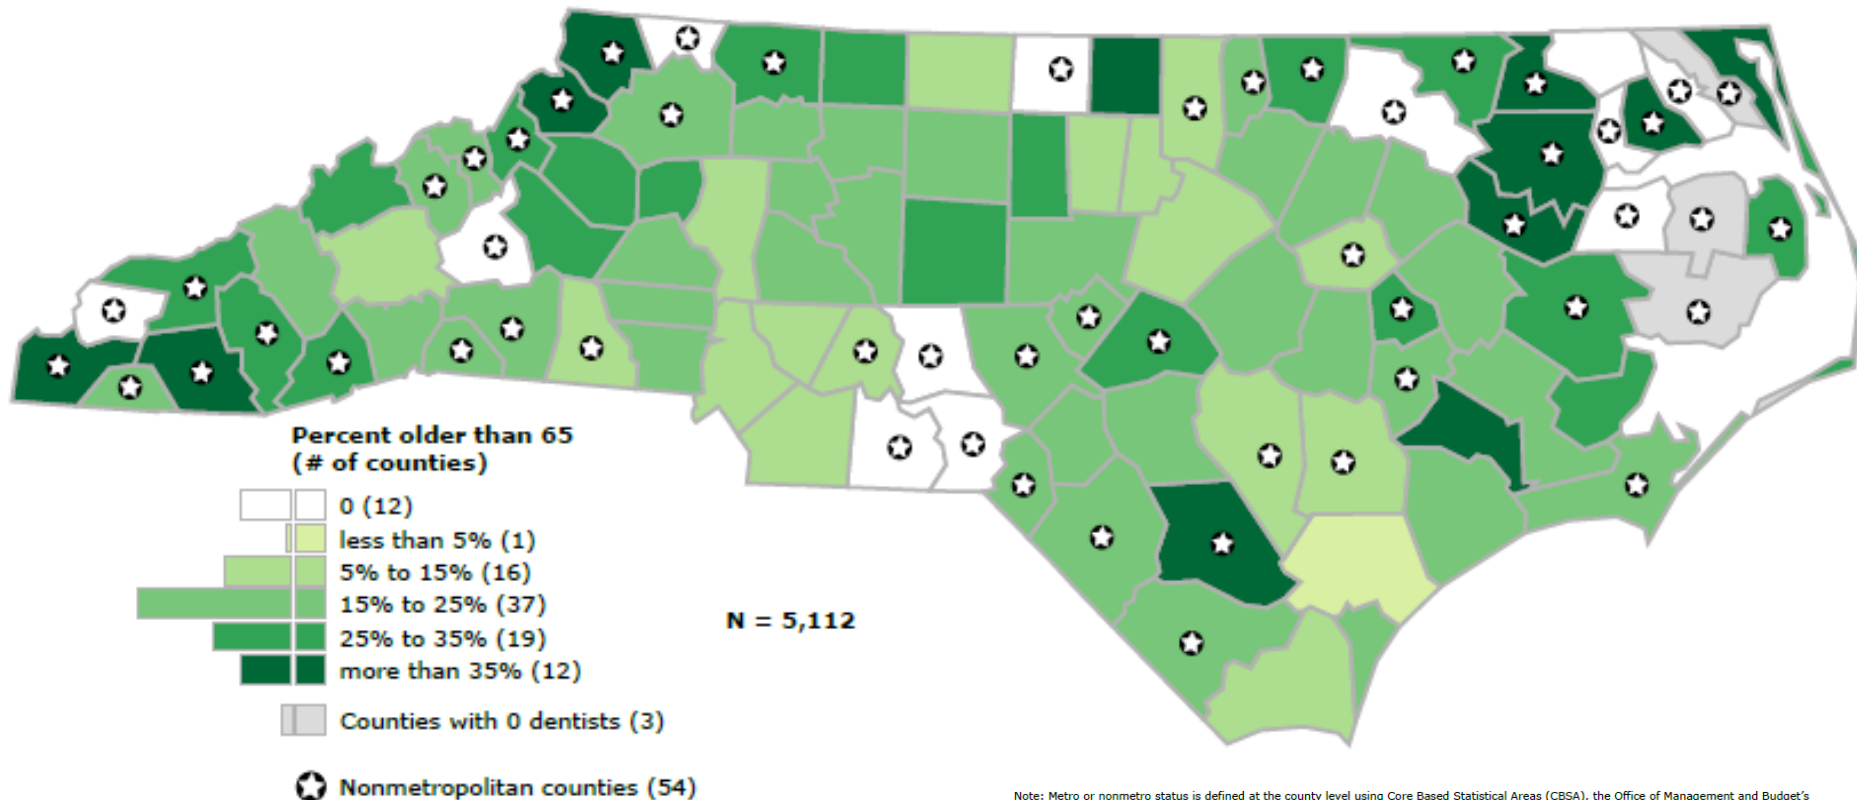 Percent older than 65
(# of counties)
0 (12)
less than 5% (1)
5% to 15% (16)
15% to 25% (37)
25% to 35% (19)
more than 35% (12)
Counties with 0 dentists (3)
Nonmetropolitan counties (54)
N = 5,112
Note: Metro or nonmetro status is defined at the county level using Core Based Statistical Areas (CBSA), the Office of Management and Budget’s